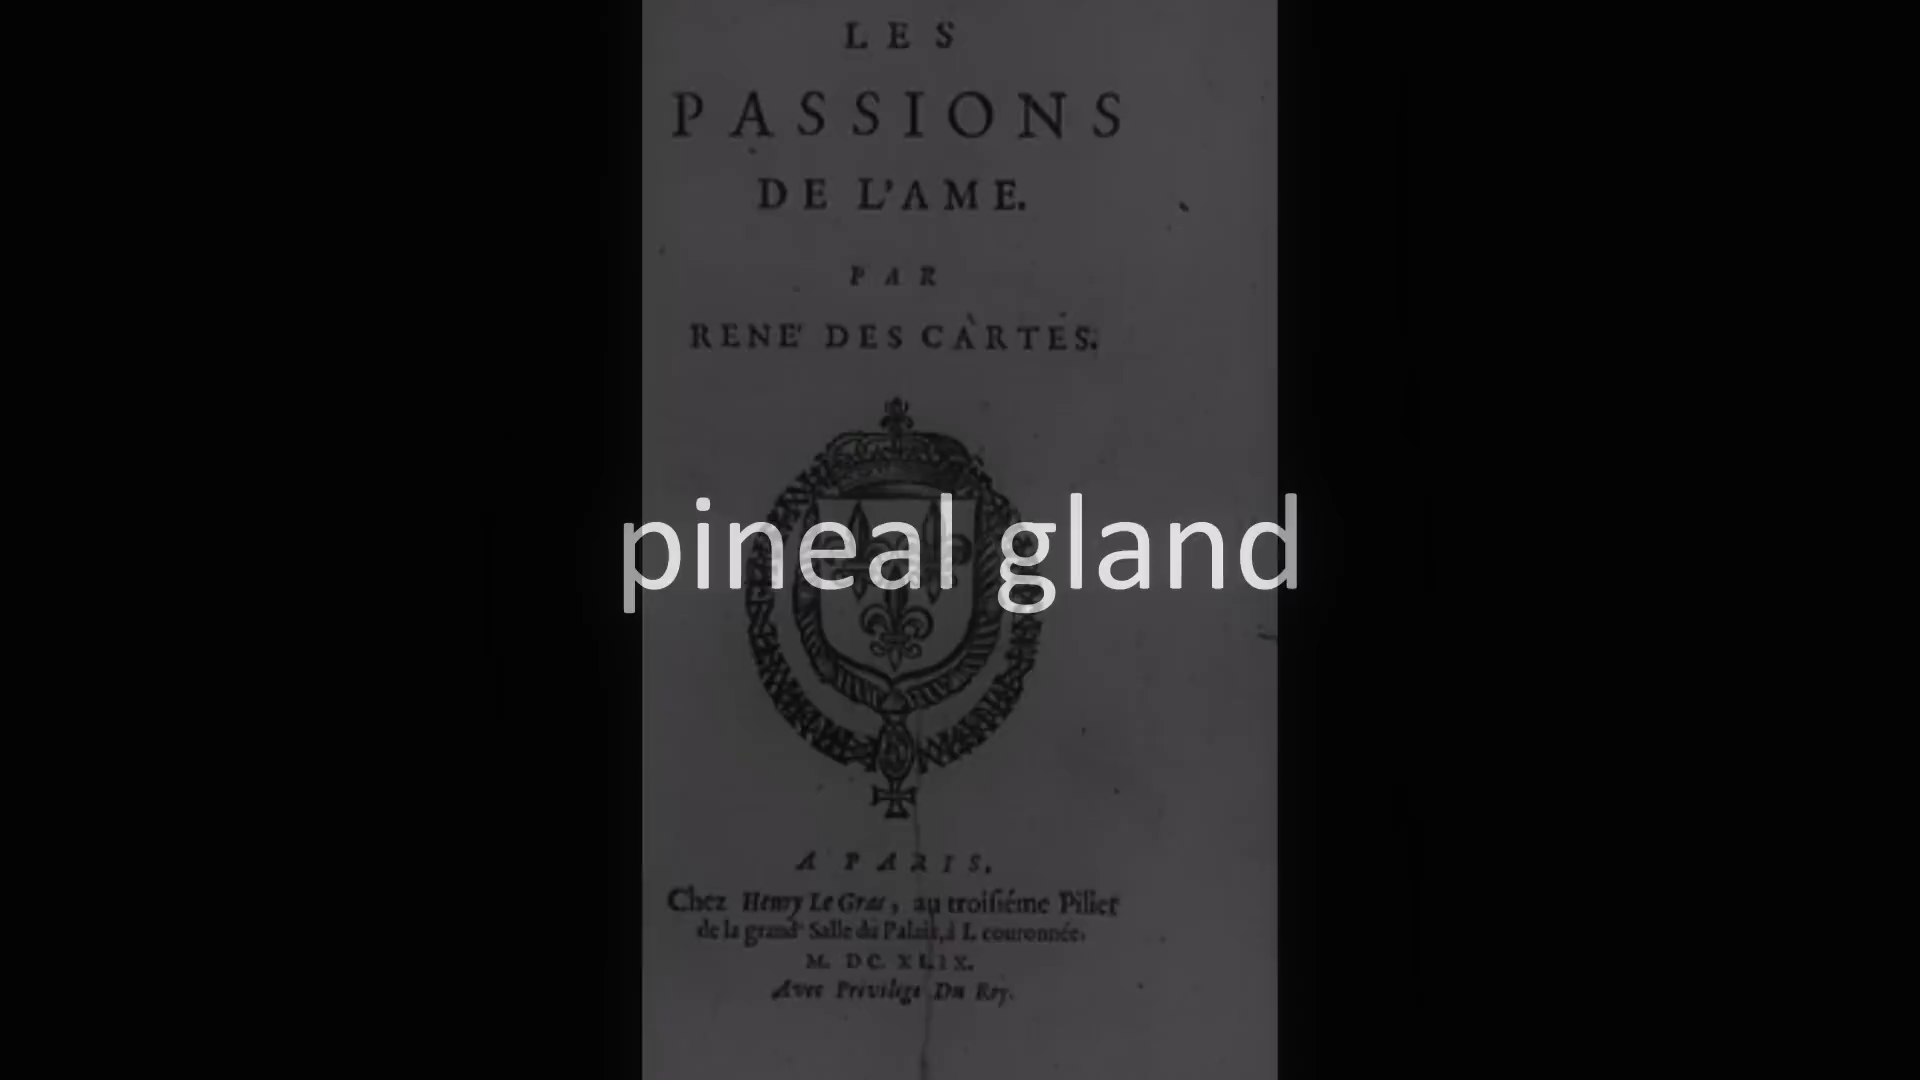 LES
PASSIONS
DE L'AME.
PAR
RENE' DES CARTES.
pineal gland
A PARIS,
Chez Henry Le Gras, au troisiéme Pilier
de la grand' Salle du Palais, à L couronnée.
M. DC. XLIX.
Avec Privilege Du Roy.